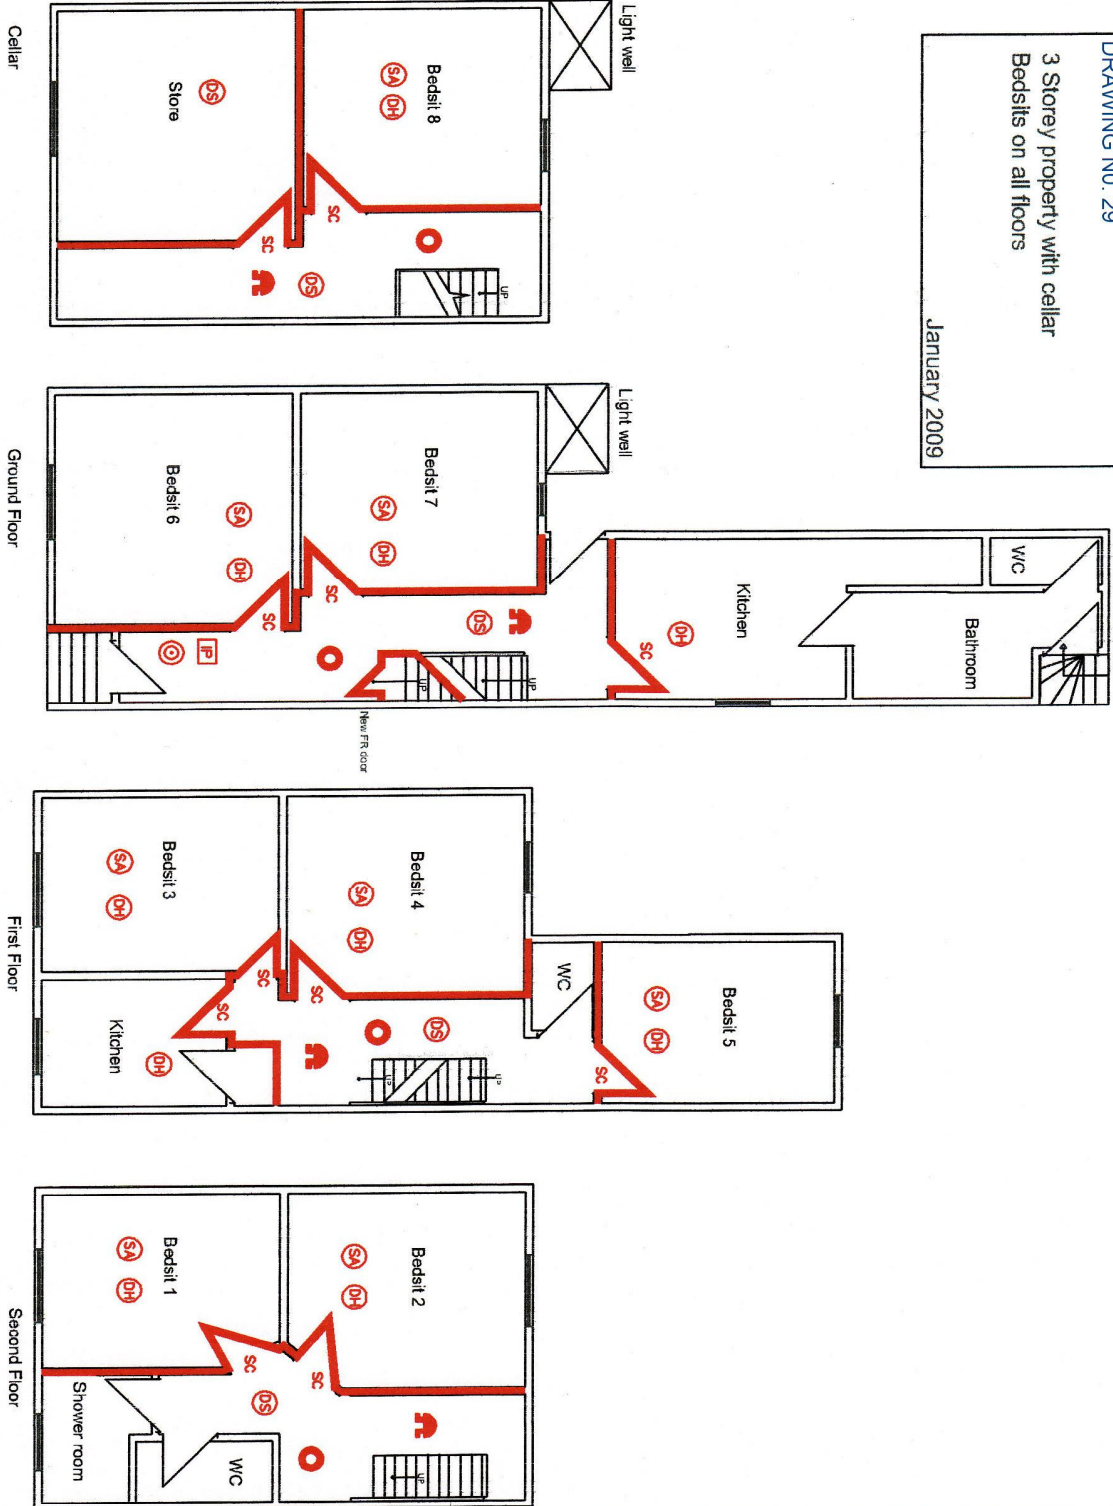 DRAWING NO. 29
3 Storey property with cellar
Bedsits on all floors
January 2009
Light well
Bedsit 8
SA DH
SC
DS
Store
SC
DS
UP
Cellar
Light well
WC
Bathroom
Kitchen
DH
SC
Bedsit 7
SA DH
SC
DS
UP
UP
New FR door
Bedsit 6
SA DH
SC
IP
Ground Floor
Bedsit 5
SA DH
SC
WC
Bedsit 4
SA DH
SC
DS
UP
UP
Bedsit 3
SA DH
SC
SC
Kitchen
DH
First Floor
Bedsit 2
SA DH
SC
Bedsit 1
SA DH
SC
DS
UP
WC
Shower room
Second Floor